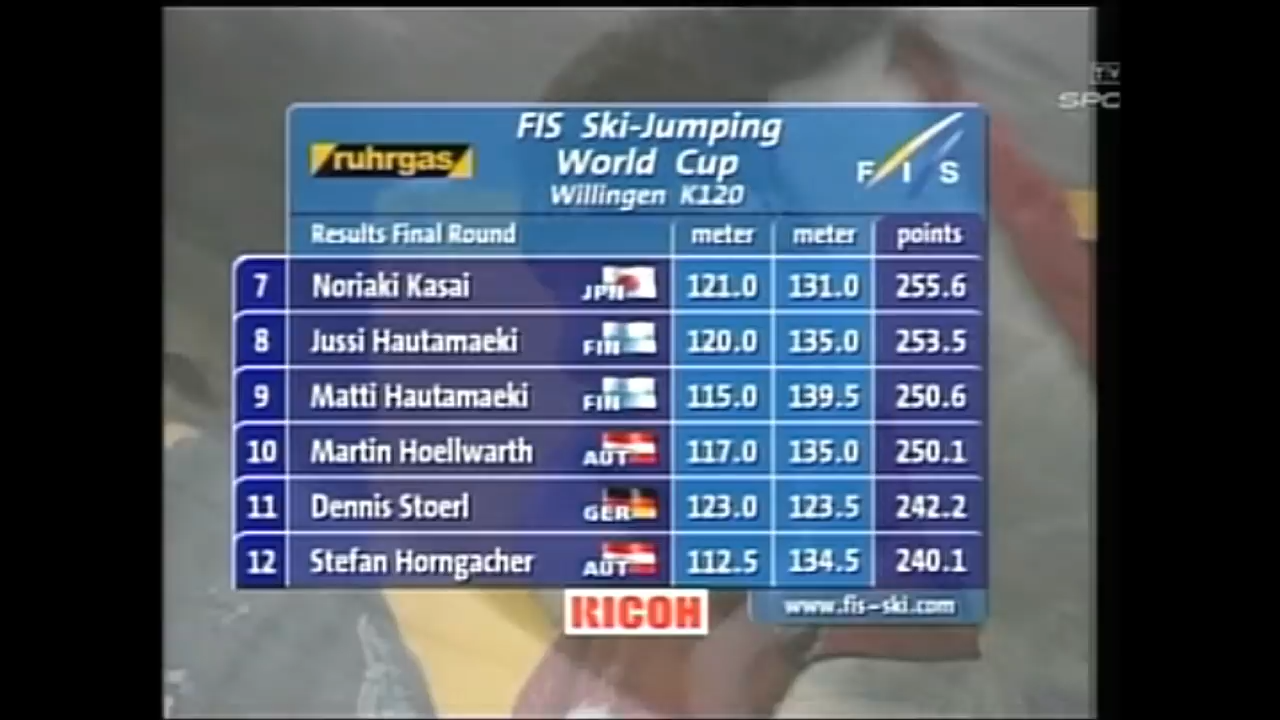 TV
SPO
FIS Ski-Jumping
World Cup
Willingen K120
ruhrgas
F I S
Results Final Round meter meter points
7 Noriaki Kasai JPN 121.0 131.0 255.6
8 Jussi Hautamaeki FIN 120.0 135.0 253.5
9 Matti Hautamaeki FIN 115.0 139.5 250.6
10 Martin Hoellwarth AUT 117.0 135.0 250.1
11 Dennis Stoerl GER 123.0 123.5 242.2
12 Stefan Horngacher AUT 112.5 134.5 240.1
RICOH
www.fis-ski.com